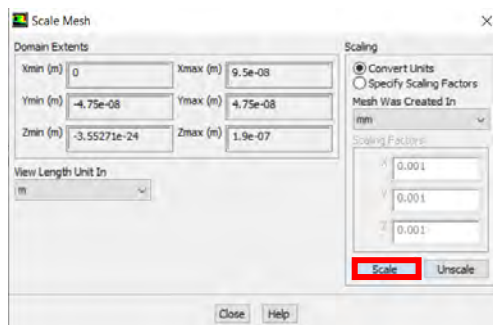 Scale Mesh
Domain Extents
Xmin (m) 0 Xmax (m) 9.5e-08
Ymin (m) -4.75e-08 Ymax (m) 4.75e-08
Zmin (m) -3.55271e-24 Zmax (m) 1.9e-07
View Length Unit In
m
Scaling
Convert Units
Specify Scaling Factors
Mesh Was Created In
mm
Scaling Factors
X 0.001
Y 0.001
Z 0.001
Scale Unscale
Close Help